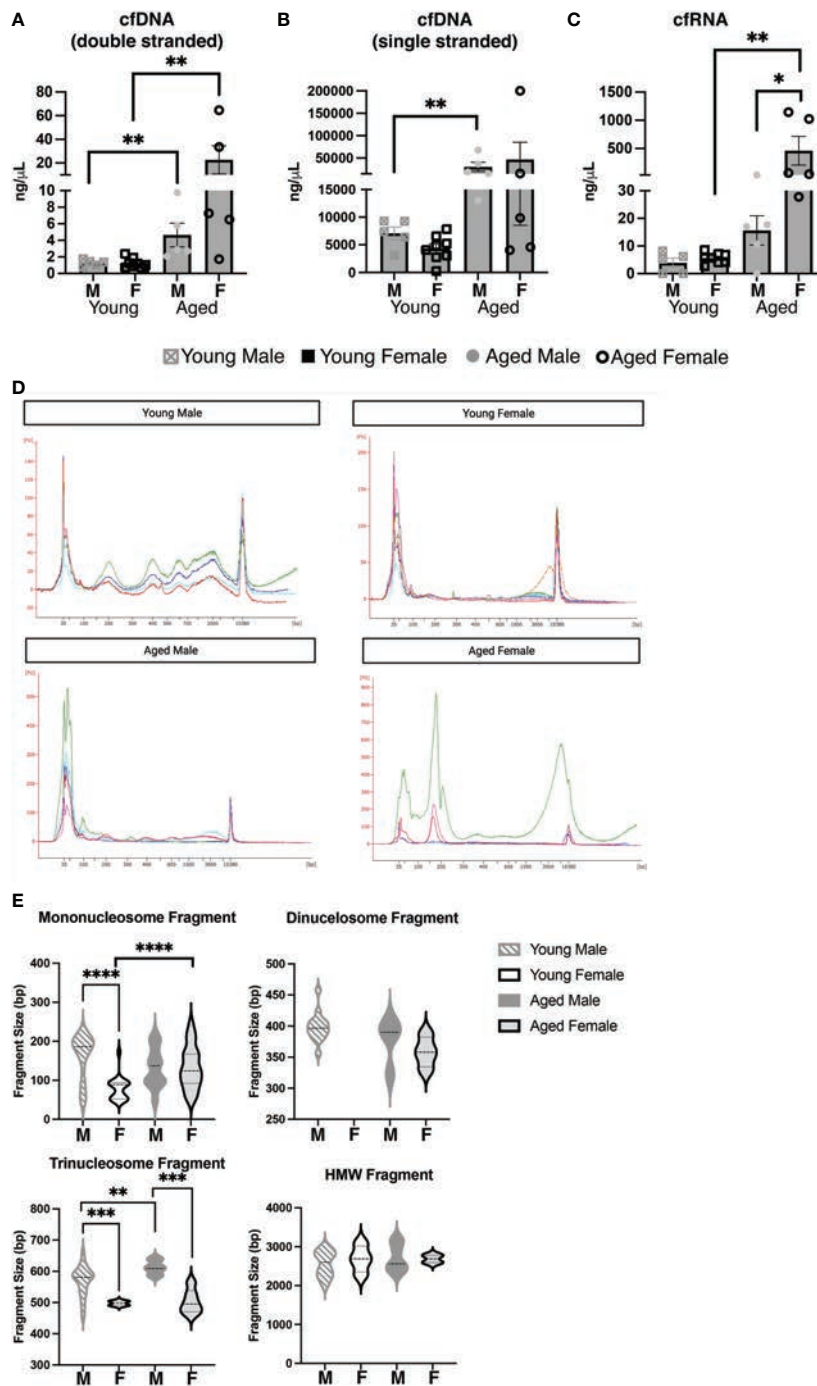 A
cfDNA
(double stranded)
ng/μL
80
60
40
20
6
4
2
0
**
**
M F M F
Young Aged
B
cfDNA
(single stranded)
ng/μL
200000
150000
100000
50000
15000
10000
5000
0
**
M F M F
Young Aged
C
cfRNA
ng/μL
1500
1000
500
30
20
10
0
**
*
M F M F
Young Aged
Young Male Young Female Aged Male Aged Female
D
Young Male
Young Female
Aged Male
Aged Female
E
Mononucleosome Fragment
Fragment Size (bp)
400
300
200
100
0
****
****
M F M F
Dinucelosome Fragment
Fragment Size (bp)
500
450
400
350
300
250
M F M F
Young Male
Young Female
Aged Male
Aged Female
Trinucleosome Fragment
Fragment Size (bp)
800
700
600
500
400
300
**
***
***
M F M F
HMW Fragment
Fragment Size (bp)
4000
3000
2000
1000
0
M F M F